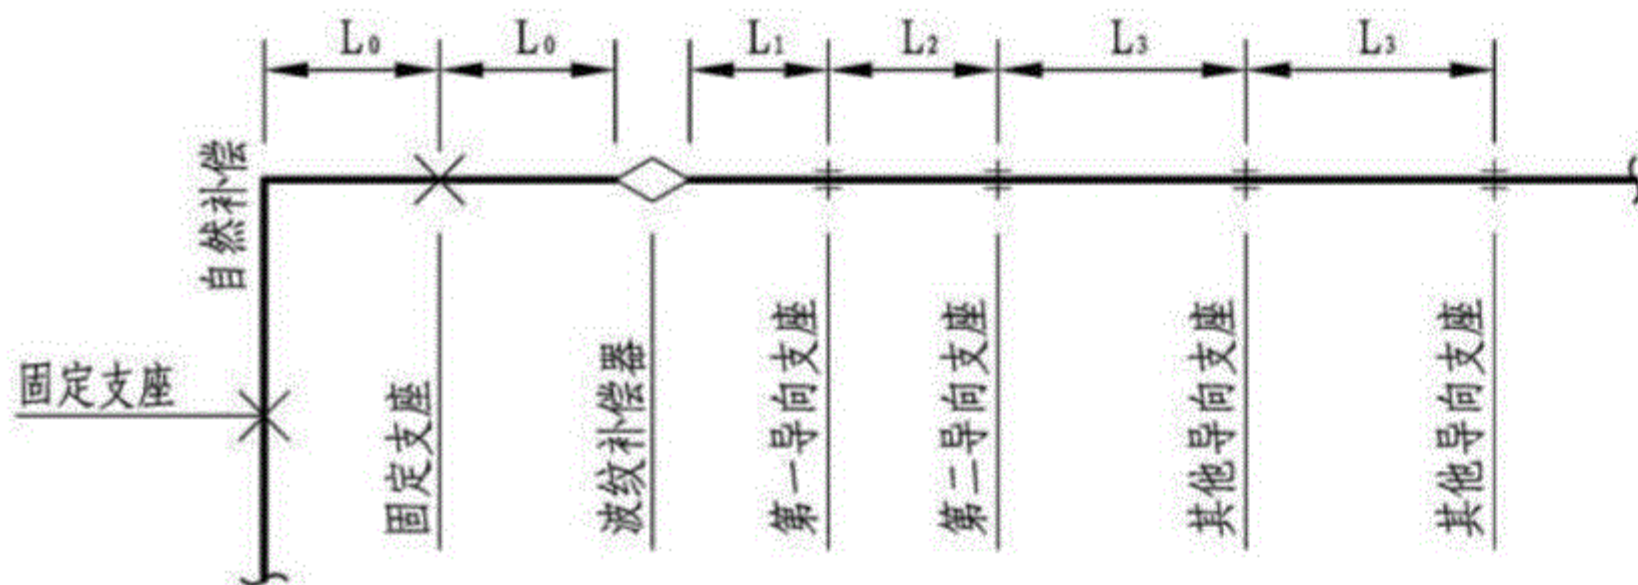 L₀
L₀
L₁
L₂
L₃
L₃
自然补偿
固定支座
固定支座
波纹补偿器
第一导向支座
第二导向支座
其他导向支座
其他导向支座